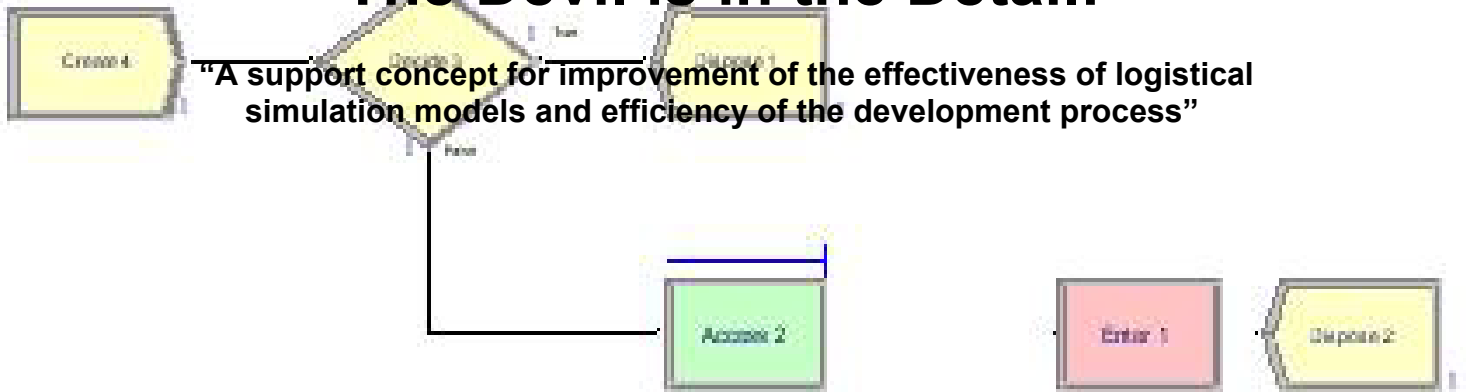 The Devil is in the Detail
Create 4
Decide 3
True
Dispose 1
“A support concept for improvement of the effectiveness of logistical
simulation models and efficiency of the development process”
False
Access 2
Enter 1
Dispose 2